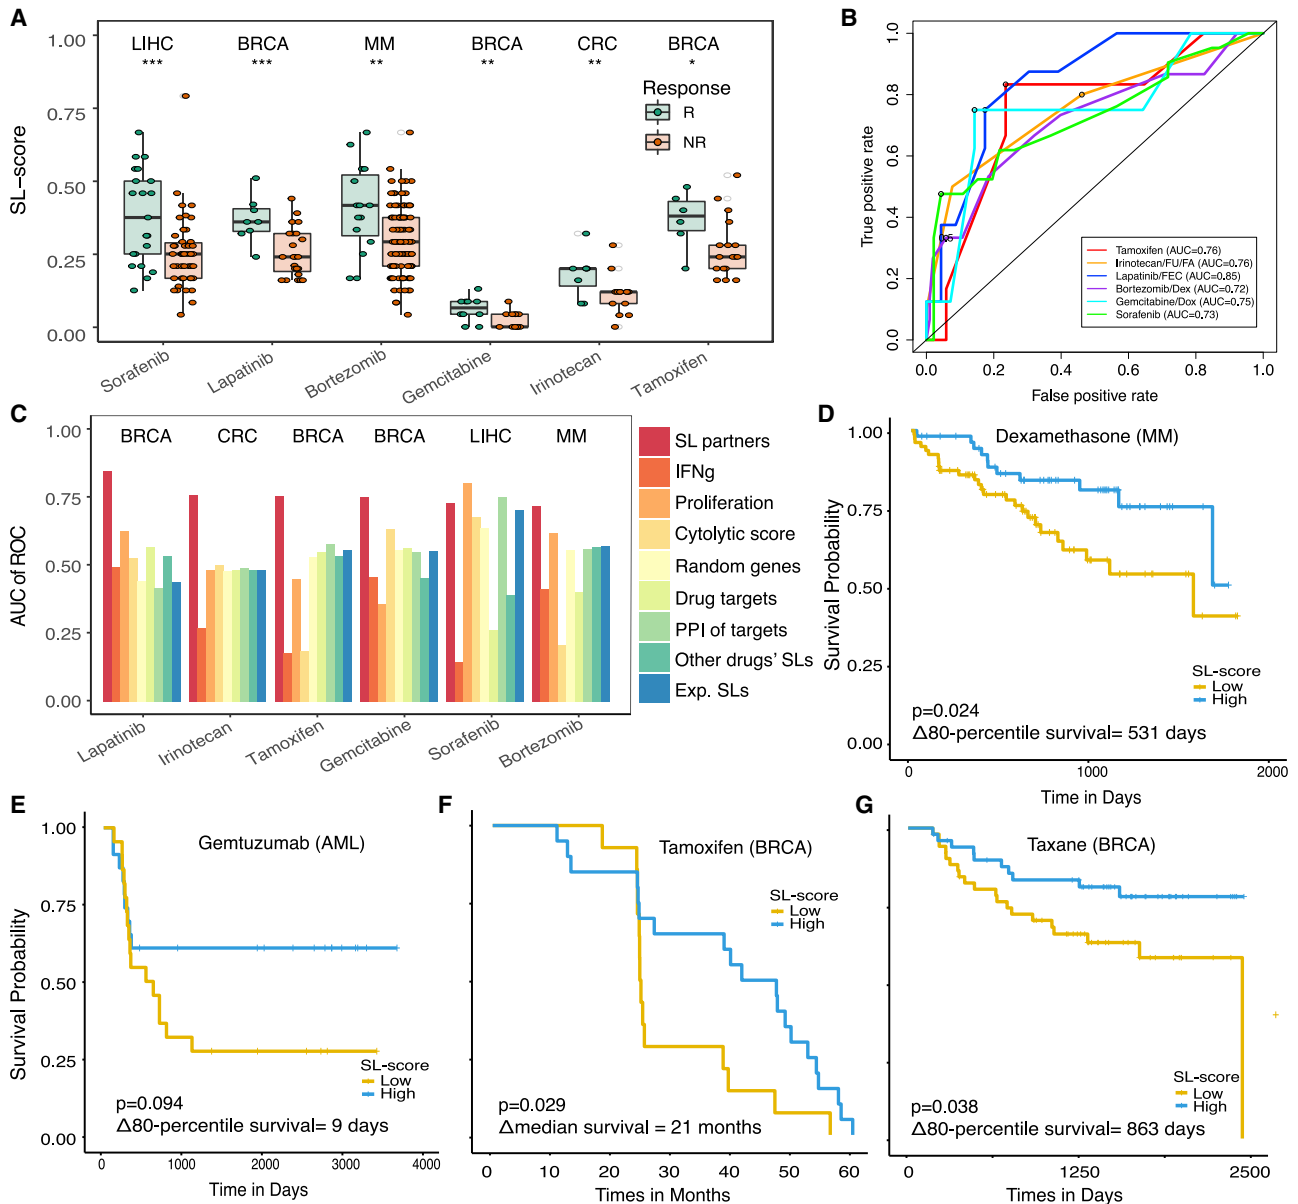 A
1.00
0.75
0.50
0.25
0.00
SL−score
LIHC
BRCA
MM
BRCA
CRC
BRCA
***
***
**
**
**
*
Response
R
NR
Sorafenib
Lapatinib
Bortezomib
Gemcitabine
Irinotecan
Tamoxifen
B
True positive rate
1.0
0.8
0.6
0.4
0.2
0.0
Tamoxifen (AUC=0.76)
Irinotecan/FU/FA (AUC=0.76)
Lapatinib/FEC (AUC=0.85)
Bortezomib/Dex (AUC=0.72)
Gemcitabine/Dox (AUC=0.75)
Sorafenib (AUC=0.73)
0.0 0.2 0.4 0.6 0.8 1.0
False positive rate
C
1.00
0.75
0.50
0.25
0.00
AUC of ROC
BRCA
CRC
BRCA
BRCA
LIHC
MM
Lapatinib
Irinotecan
Tamoxifen
Gemcitabine
Sorafenib
Bortezomib
SL partners
IFNg
Proliferation
Cytolytic score
Random genes
Drug targets
PPI of targets
Other drugs' SLs
Exp. SLs
D
Dexamethasone (MM)
1.00
0.75
0.50
0.25
0.00
Survival Probability
SL-score
Low
High
p=0.024
Δ80-percentile survival= 531 days
0 1000 2000
Time in Days
E
Gemtuzumab (AML)
1.00
0.75
0.50
0.25
0.00
Survival Probability
SL-score
Low
High
p=0.094
Δ80-percentile survival= 9 days
0 1000 2000 3000 4000
Time in Days
F
Tamoxifen (BRCA)
SL-score
Low
High
p=0.029
Δmedian survival = 21 months
0 10 20 30 40 50 60
Times in Months
G
Taxane (BRCA)
SL-score
Low
High
p=0.038
Δ80-percentile survival= 863 days
0 1250 2500
Times in Days